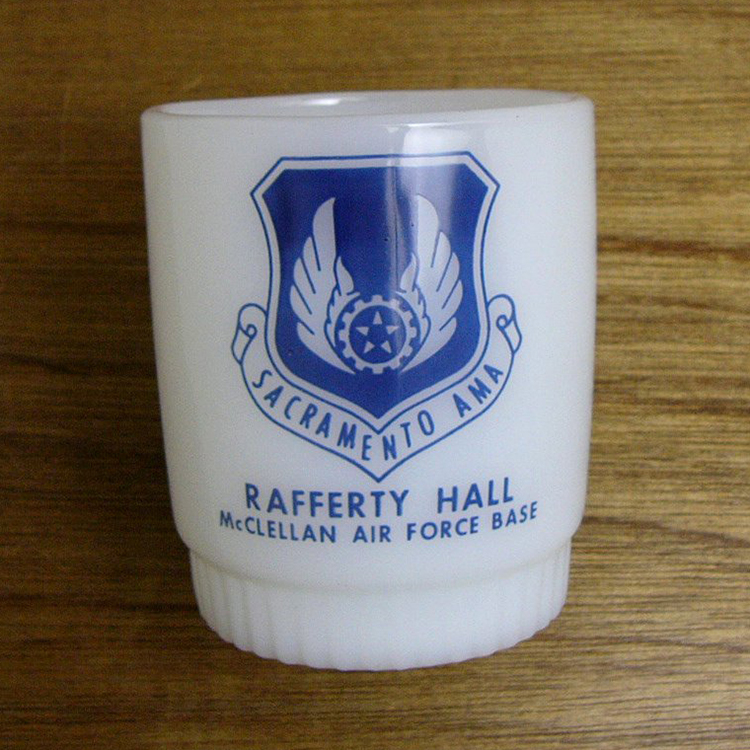 SACRAMENTO AMA
RAFFERTY HALL
McCLELLAN AIR FORCE BASE